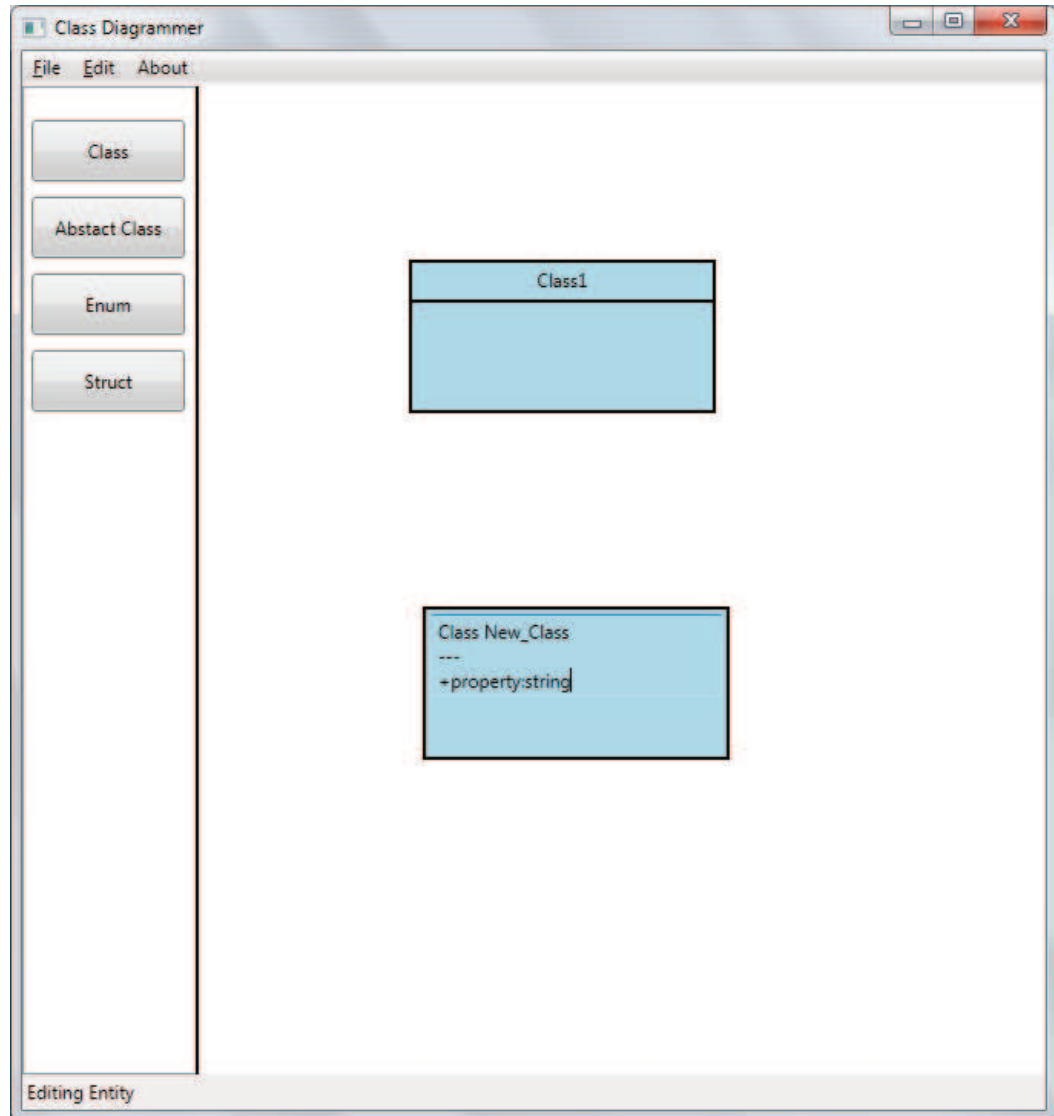 Class Diagrammer
File Edit About
Class
Abstact Class
Enum
Struct
Class1
Class New_Class
---
+property:string
Editing Entity